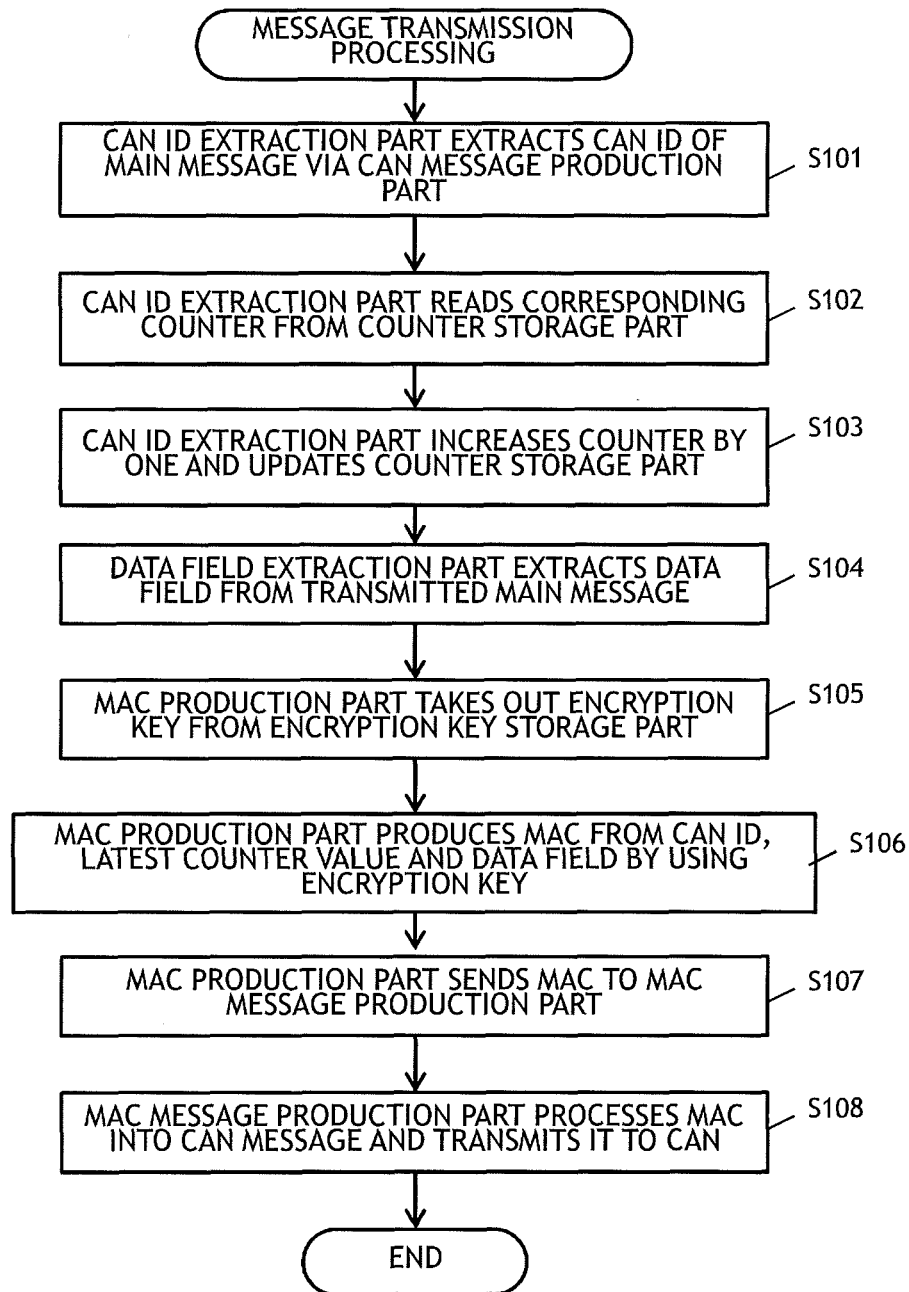 MESSAGE TRANSMISSION
PROCESSING
CAN ID EXTRACTION PART EXTRACTS CAN ID OF
MAIN MESSAGE VIA CAN MESSAGE PRODUCTION
PART
S101
CAN ID EXTRACTION PART READS CORRESPONDING
COUNTER FROM COUNTER STORAGE PART
S102
CAN ID EXTRACTION PART INCREASES COUNTER BY
ONE AND UPDATES COUNTER STORAGE PART
S103
DATA FIELD EXTRACTION PART EXTRACTS DATA
FIELD FROM TRANSMITTED MAIN MESSAGE
S104
MAC PRODUCTION PART TAKES OUT ENCRYPTION
KEY FROM ENCRYPTION KEY STORAGE PART
S105
MAC PRODUCTION PART PRODUCES MAC FROM CAN ID,
LATEST COUNTER VALUE AND DATA FIELD BY USING
ENCRYPTION KEY
S106
MAC PRODUCTION PART SENDS MAC TO MAC
MESSAGE PRODUCTION PART
S107
MAC MESSAGE PRODUCTION PART PROCESSES MAC
INTO CAN MESSAGE AND TRANSMITS IT TO CAN
S108
END